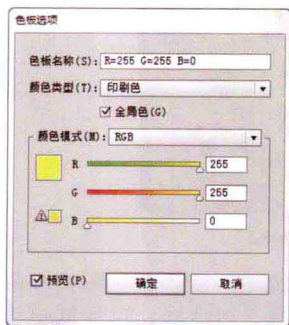 色板选项
色板名称(S): R=255 G=255 B=0
颜色类型(T): 印刷色
全局色(G)
颜色模式(M): RGB
R 255
G 255
B 0
预览(P) 确定 取消